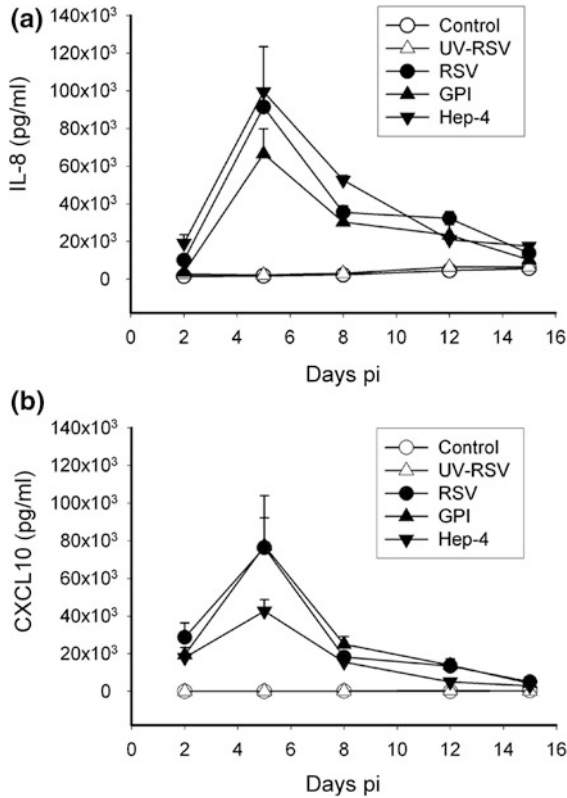 (a)
140x10³
120x10³
100x10³
80x10³
60x10³
40x10³
20x10³
0
IL-8 (pg/ml)
Control
UV-RSV
RSV
GPI
Hep-4
0 2 4 6 8 10 12 14 16
Days pi
(b)
140x10³
120x10³
100x10³
80x10³
60x10³
40x10³
20x10³
0
CXCL10 (pg/ml)
Control
UV-RSV
RSV
GPI
Hep-4
0 2 4 6 8 10 12 14 16
Days pi